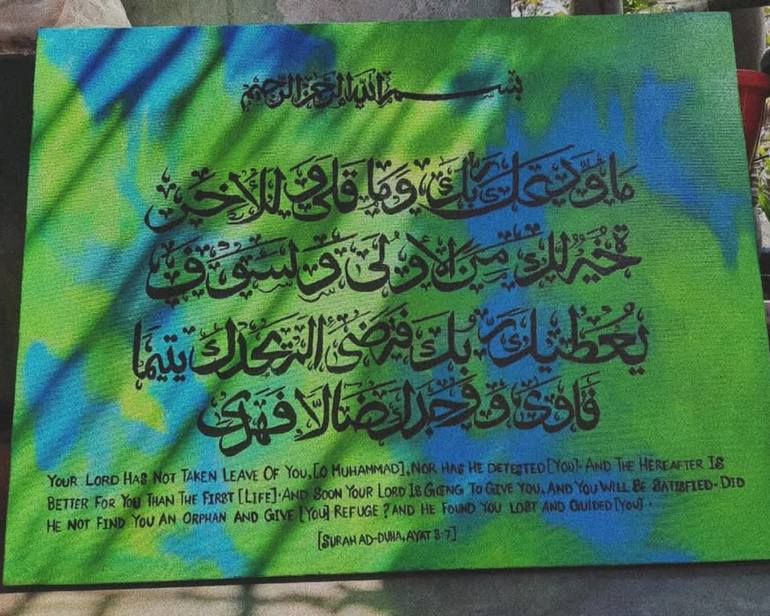 بسم الله الرحمن الرحيم
ما ودعك ربك وما قلى وللآخر
ة خير لك من الأولى ولسوف
يعطيك ربك فترضى ألم يجدك يتيما
فآوى ووجدك ضالا فهدى
YOUR LORD HAS NOT TAKEN LEAVE OF YOU, [O MUHAMMAD], NOR HAS HE DETESTED [YOU]. AND THE HEREAFTER IS
BETTER FOR YOU THAN THE FIRST [LIFE]. AND SOON YOUR LORD IS GOING TO GIVE YOU, AND YOU WILL BE SATISFIED. DID
HE NOT FIND YOU AN ORPHAN AND GIVE [YOU] REFUGE? AND HE FOUND YOU LOST AND GUIDED [YOU].
[SURAH AD-DUHA, AYAT 3-7]